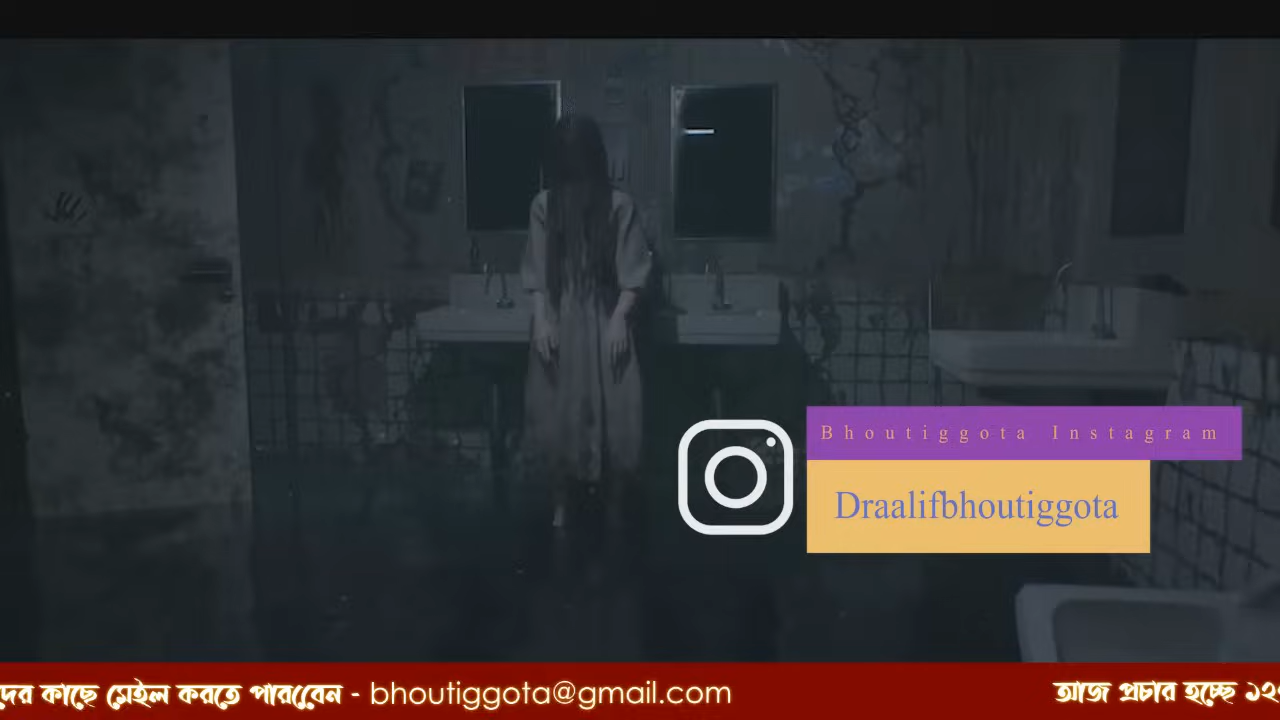 Bhoutiggota Instagram
Draalifbhoutiggota
দের কাছে মেইল করতে পারবেন - bhoutiggota@gmail.com
আজ প্রচার হচ্ছে